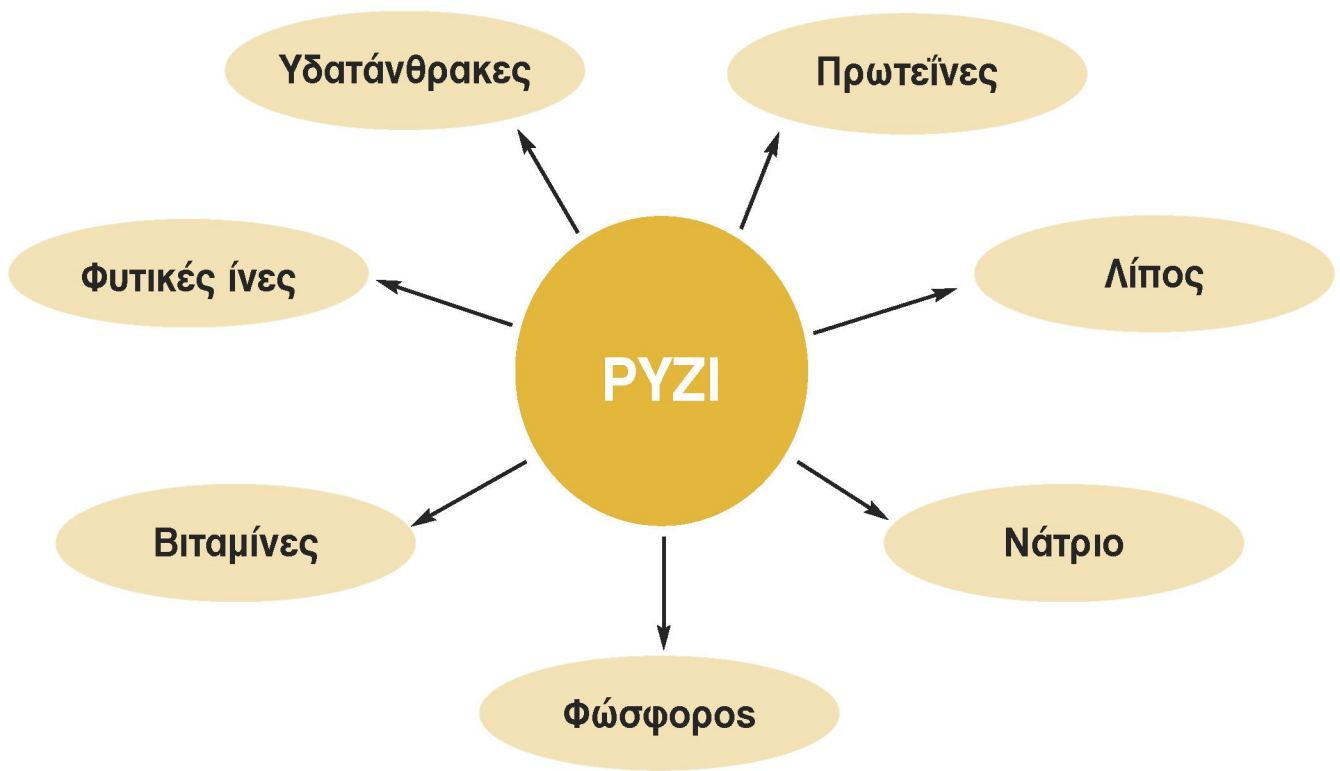 Υδατάνθρακες
Πρωτεΐνες
Φυτικές ίνες
Λίπος
ΡΥΖΙ
Βιταμίνες
Νάτριο
Φώσφορος